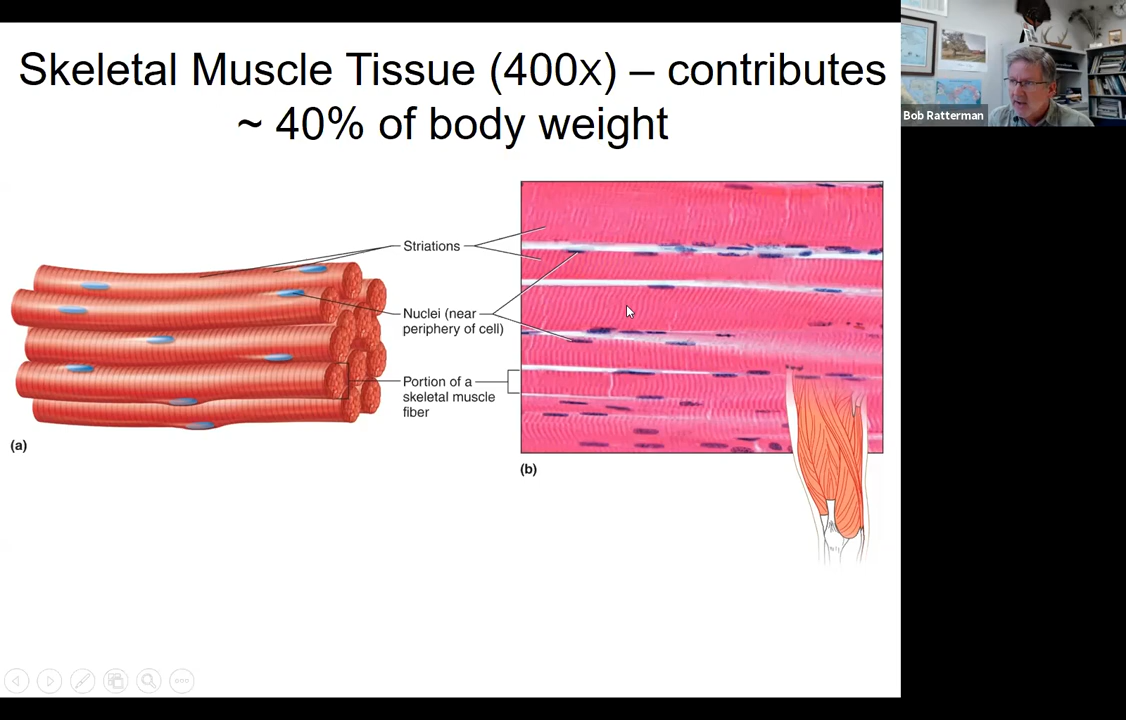 Skeletal Muscle Tissue (400x) – contributes
~ 40% of body weight
Bob Ratterman
Striations
Nuclei (near
periphery of cell)
Portion of a
skeletal muscle
fiber
(a)
(b)